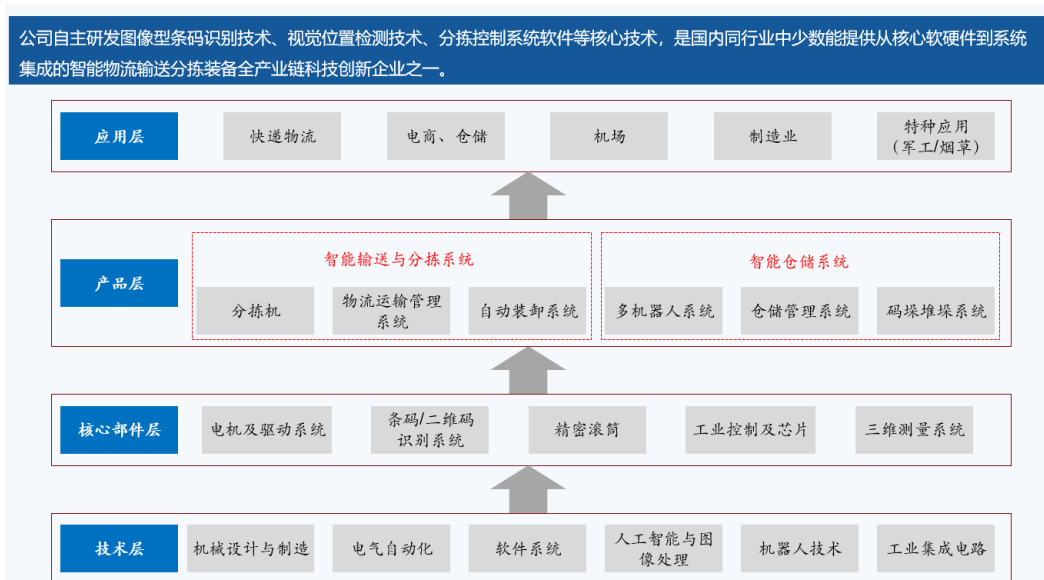 公司自主研发图像型条码识别技术、视觉位置检测技术、分拣控制系统软件等核心技术，是国内同行业中少数能提供从核心软硬件到系统
集成的智能物流输送分拣装备全产业链科技创新企业之一。
应用层
快递物流
电商、仓储
机场
制造业
特种应用
（军工/烟草）
产品层
智能输送与分拣系统
分拣机
物流运输管理
系统
自动装卸系统
智能仓储系统
多机器人系统
仓储管理系统
码垛堆垛系统
核心部件层
电机及驱动系统
条码/二维码
识别系统
精密滚筒
工业控制及芯片
三维测量系统
技术层
机械设计与制造
电气自动化
软件系统
人工智能与图
像处理
机器人技术
工业集成电路